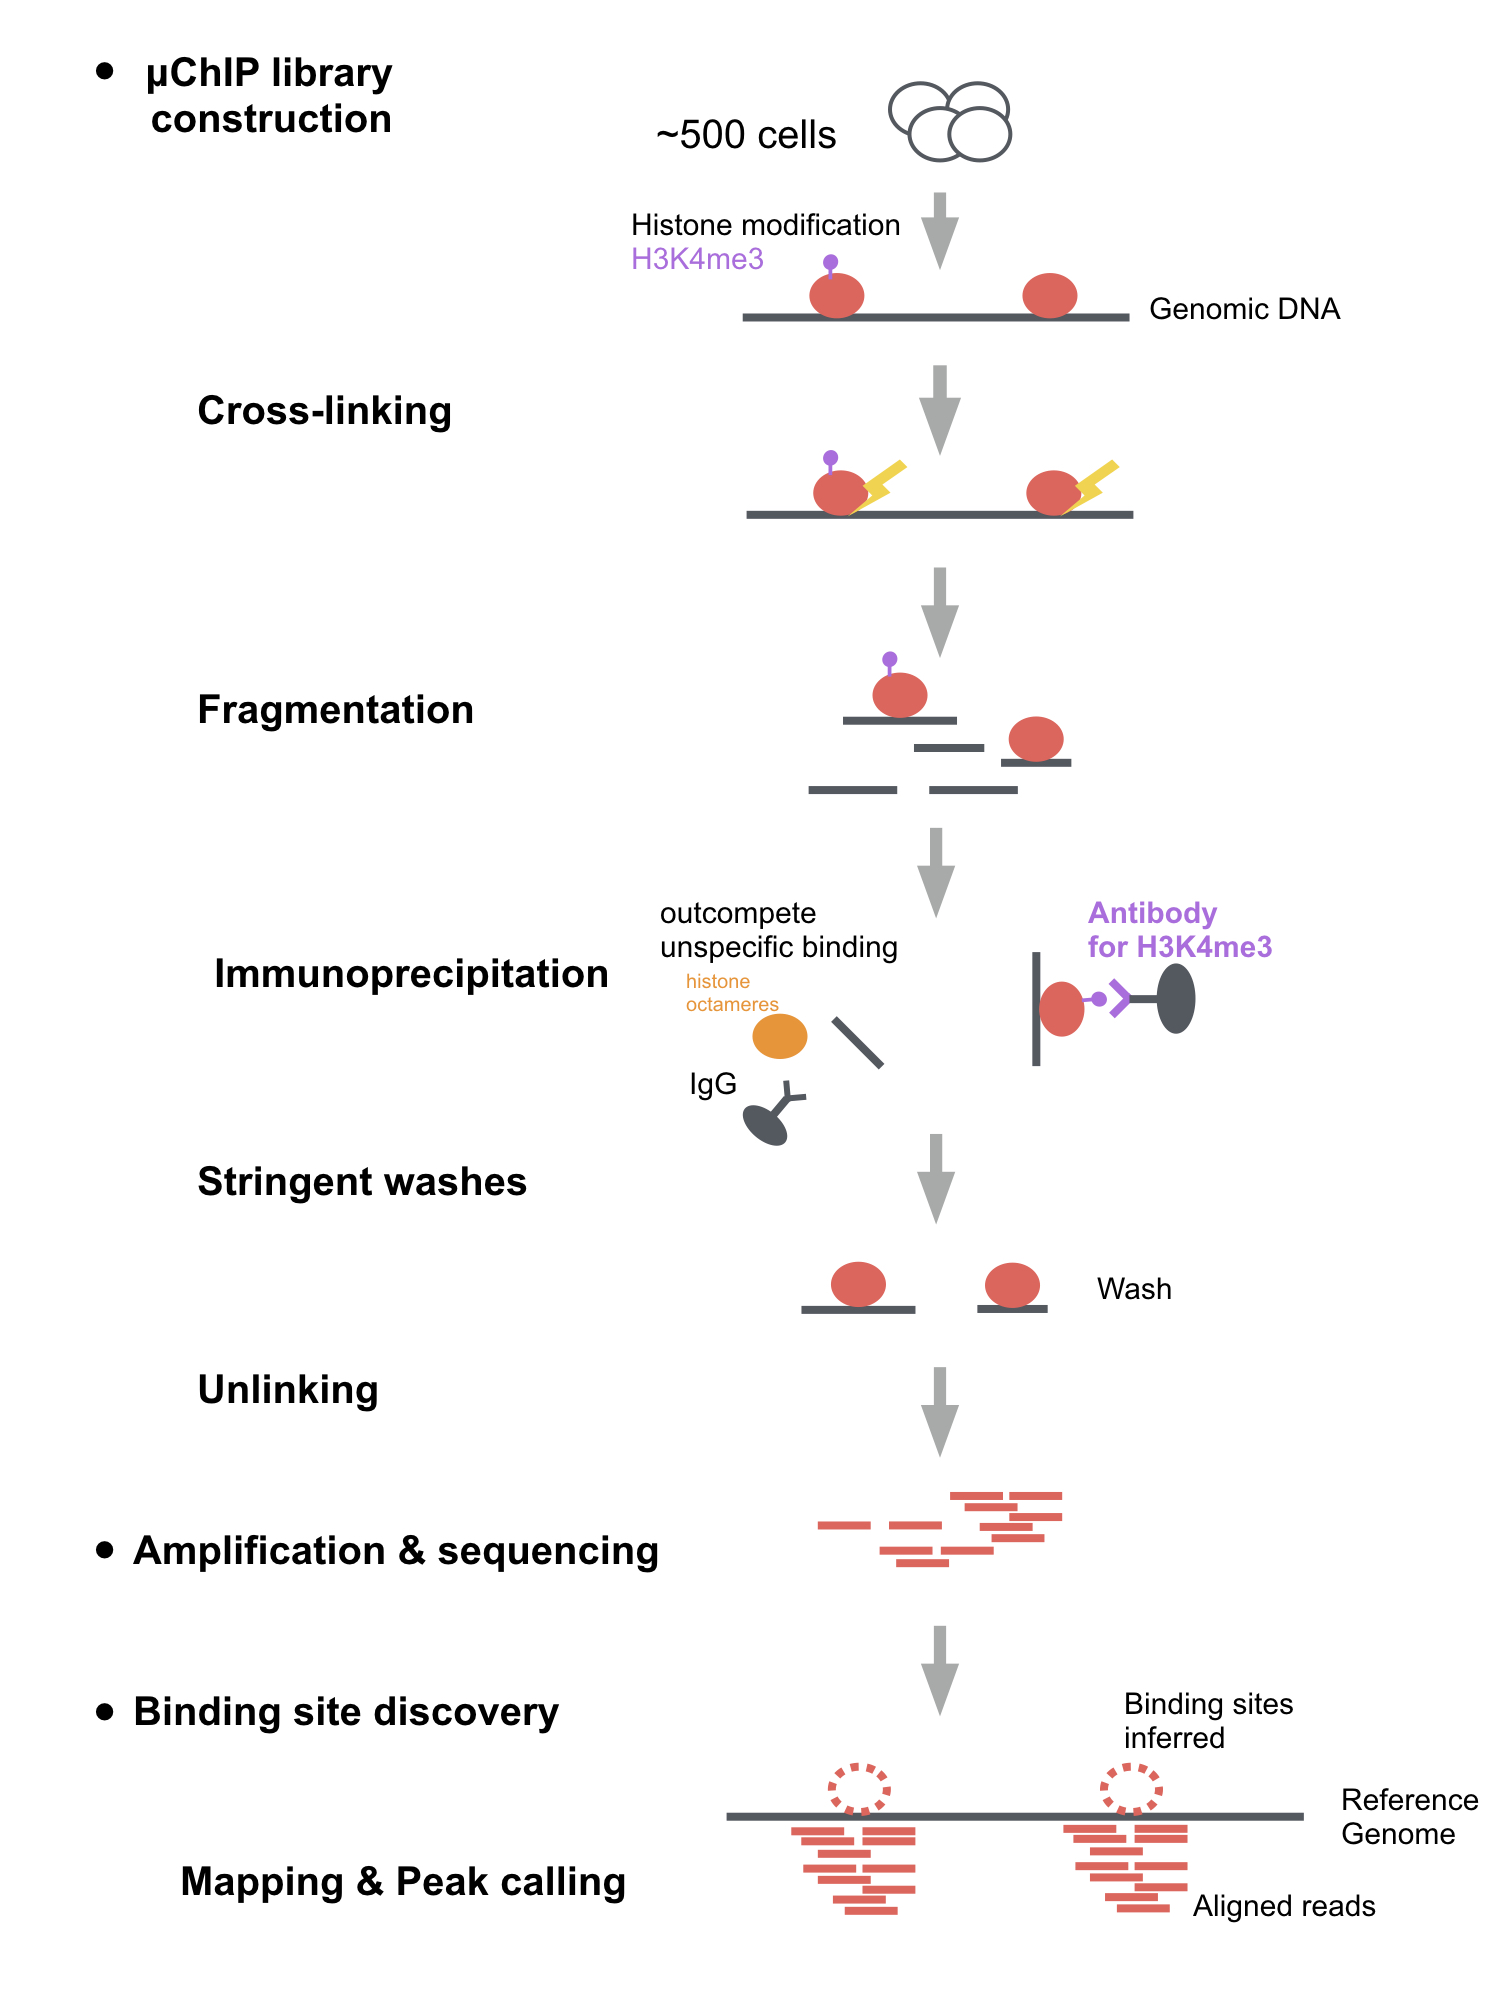 • µChIP library
construction
~500 cells
Histone modification
H3K4me3
Genomic DNA
Cross-linking
Fragmentation
outcompete
unspecific binding
histone
octameres
Antibody
for H3K4me3
Immunoprecipitation
IgG
Stringent washes
Wash
Unlinking
• Amplification & sequencing
• Binding site discovery
Binding sites
inferred
Reference
Genome
Mapping & Peak calling
Aligned reads